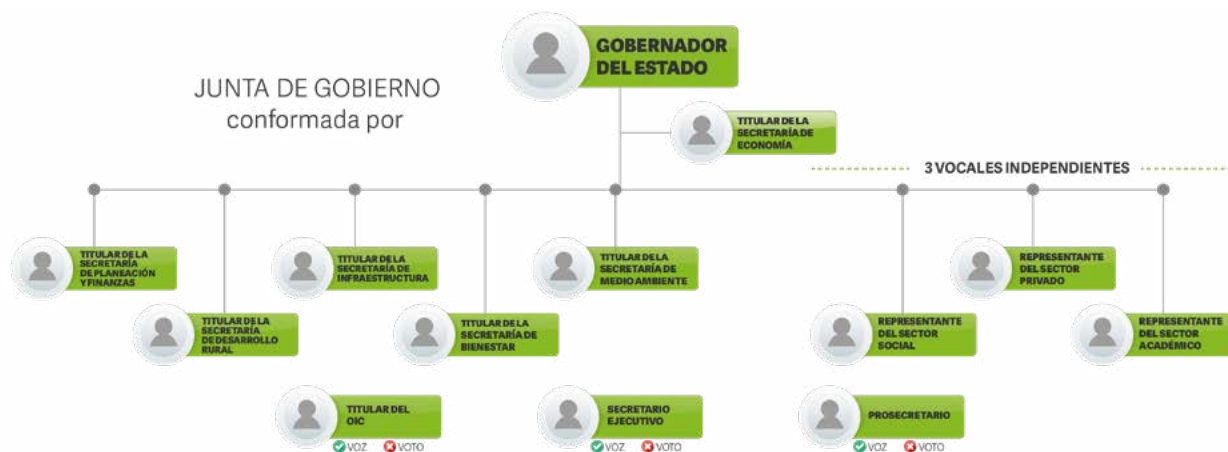 GOBERNADOR
DEL ESTADO
JUNTA DE GOBIERNO
conformada por
TITULAR DE LA
SECRETARÍA DE
ECONOMÍA
3 VOCALES INDEPENDIENTES
TITULAR DE LA
SECRETARÍA
DE PLANEACIÓN
Y FINANZAS
TITULAR DE LA
SECRETARÍA DE
INFRAESTRUCTURA
TITULAR DE LA
SECRETARÍA DE
MEDIO AMBIENTE
REPRESENTANTE
DEL SECTOR
PRIVADO
TITULAR DE LA
SECRETARÍA
DE DESARROLLO
RURAL
TITULAR DE LA
SECRETARÍA DE
BIENESTAR
REPRESENTANTE
DEL SECTOR
SOCIAL
REPRESENTANTE
DEL SECTOR
ACADÉMICO
TITULAR DEL
OIC
VOZ VOTO
SECRETARIO
EJECUTIVO
VOZ VOTO
PROSECRETARIO
VOZ VOTO